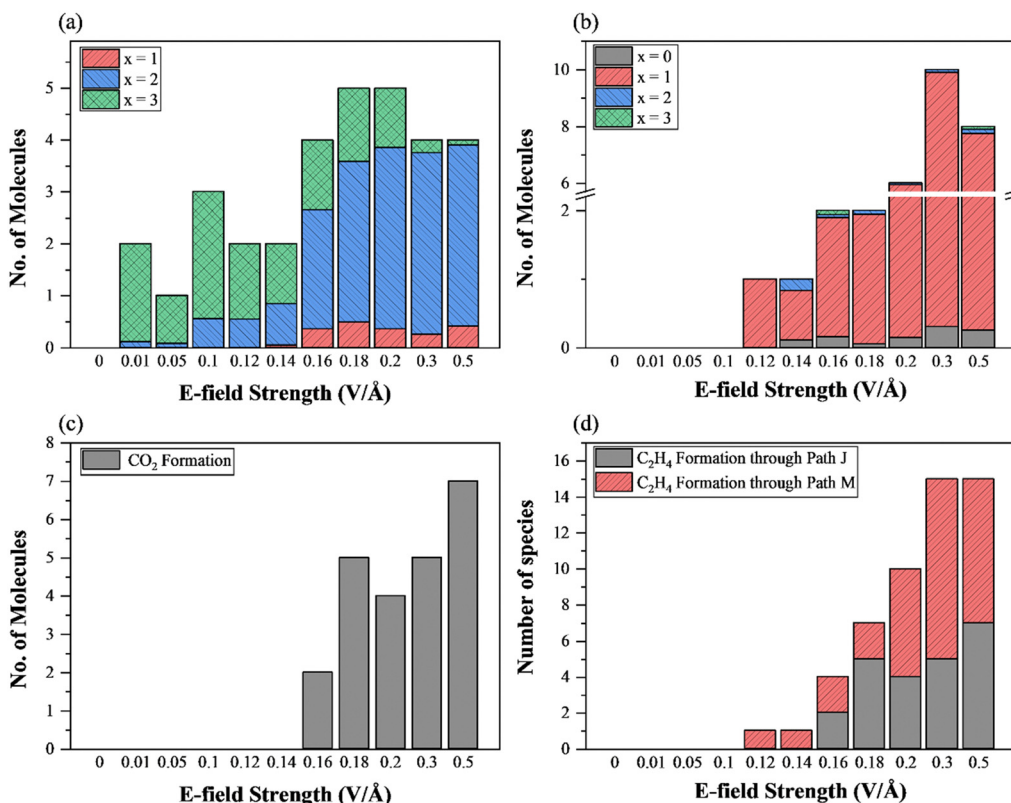 (a)
x = 1
x = 2
x = 3
5
4
3
2
1
0
No. of Molecules
0 0.01 0.05 0.1 0.12 0.14 0.16 0.18 0.2 0.3 0.5
E-field Strength (V/Å)
(b)
x = 0
x = 1
x = 2
x = 3
10
8
6
2
0
No. of Molecules
0 0.01 0.05 0.1 0.12 0.14 0.16 0.18 0.2 0.3 0.5
E-field Strength (V/Å)
(c)
CO₂ Formation
8
7
6
5
4
3
2
1
0
No. of Molecules
0 0.01 0.05 0.1 0.12 0.14 0.16 0.18 0.2 0.3 0.5
E-field Strength (V/Å)
(d)
C₂H₄ Formation through Path J
C₂H₄ Formation through Path M
16
14
12
10
8
6
4
2
0
Number of species
0 0.01 0.05 0.1 0.12 0.14 0.16 0.18 0.2 0.3 0.5
E-field Strength (V/Å)